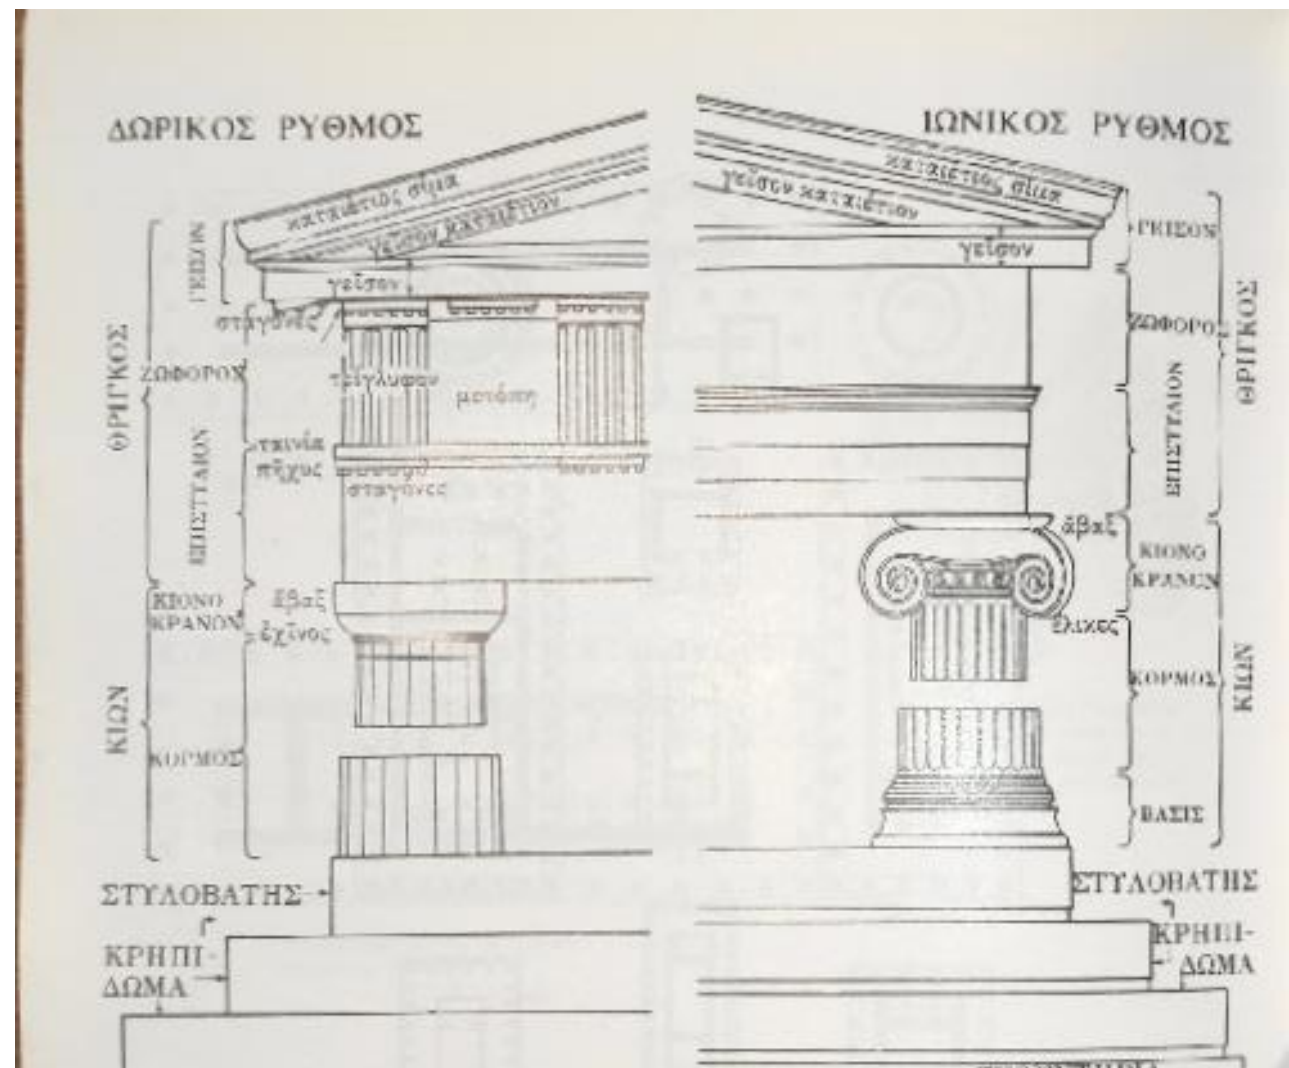 ΔΩΡΙΚΟΣ ΡΥΘΜΟΣ
καταιέτιος σίμα
γεῖσον καταιέτιον
ΓΕΙΣΟΝ
γεῖσον
σταγόνες
ΘΡΙΓΚΟΣ
ΖΩΦΟΡΟΝ
τρίγλυφον
μετόπη
ταινία
πῆχυς
σταγόνες
ΕΠΙΣΤΥΛΙΟΝ
ΚΙΟΝΟ
ΚΡΑΝΟΝ
ἄβαξ
ἐχῖνος
ΚΙΩΝ
ΚΟΡΜΟΣ
ΣΤΥΛΟΒΑΤΗΣ
ΚΡΗΠΙ-
ΔΩΜΑ
ΙΩΝΙΚΟΣ ΡΥΘΜΟΣ
καταιέτιος σίμα
γεῖσον καταιέτιον
ΓΕΙΣΟΝ
γεῖσον
ΖΩΦΟΡΟΣ
ΘΡΙΓΚΟΣ
ΕΠΙΣΤΥΛΙΟΝ
ἄβαξ
ΚΙΟΝΟ
ΚΡΑΝΟΝ
ἕλικες
ΚΟΡΜΟΣ
ΚΙΩΝ
ΒΑΣΙΣ
ΣΤΥΛΟΒΑΤΗΣ
ΚΡΗΠΙ-
ΔΩΜΑ